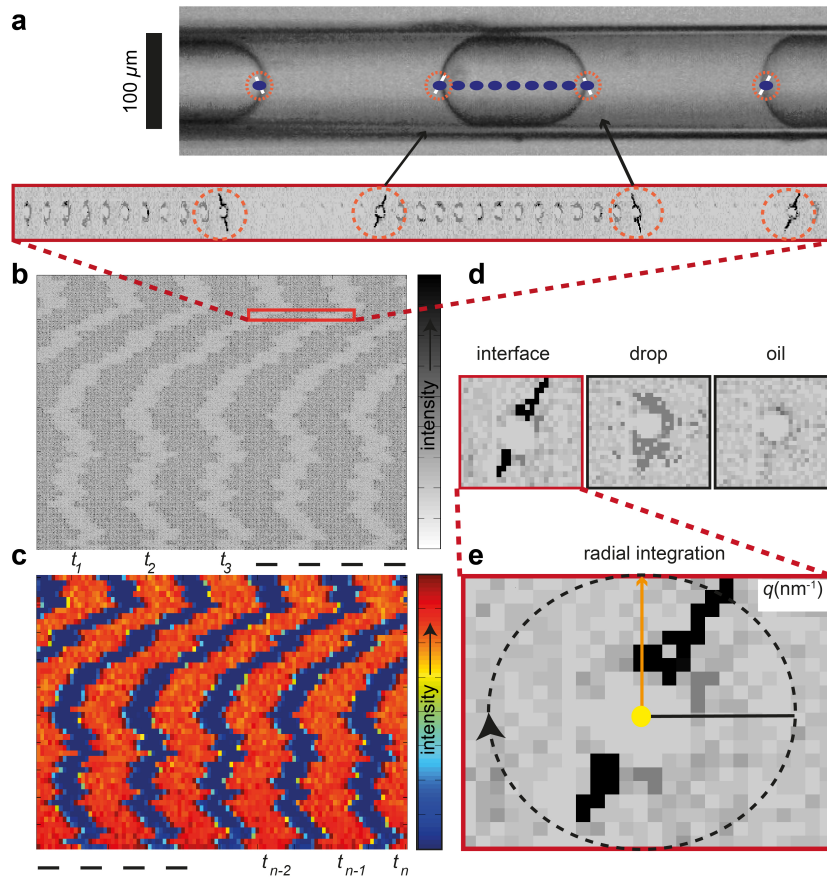 a
100 µm
b
intensity
d
interface
drop
oil
c
t1
t2
t3
intensity
tn-2
tn-1
tn
e
radial integration
q(nm-1)